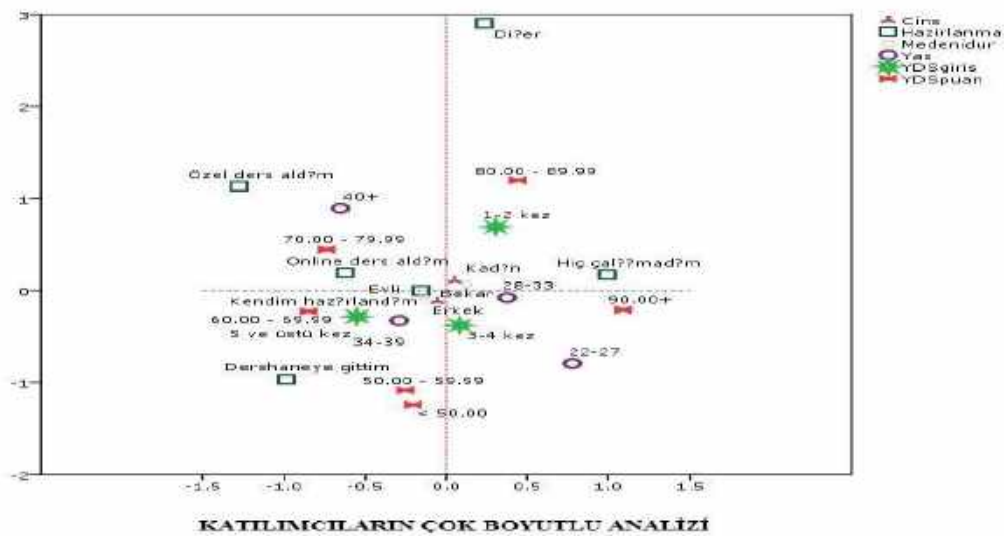 3
Di?er
Cins
Hazirlanma
Medenidur
Yas
YDSgiris
YDSpuan
2
Özel ders ald?m
80.00 - 89.99
40+
1
1-2 kez
70.00 - 79.99
Online ders ald?m
Kad?n
Hiç çal??mad?m
28-33
Evli
Bekar
0
Kendim haz?rland?m
Erkek
90.00+
60.00 - 69.99
5 ve üstü kez
34-39
3-4 kez
22-27
Dershaneye gittim
50.00 - 59.99
-1
< 50.00
-2
-1.5 -1.0 -0.5 0.0 0.5 1.0 1.5
KATILIMCILARIN ÇOK BOYUTLU ANALİZİ